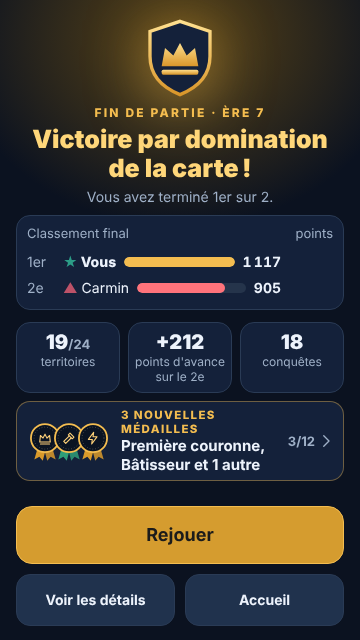 FIN DE PARTIE · ÈRE 7
Victoire par domination
de la carte !
Vous avez terminé 1er sur 2.
Classement final points
1er Vous 1 117
2e Carmin 905
19/24 +212 18
territoires points d'avance conquêtes
sur le 2e
3 NOUVELLES
MÉDAILLES
Première couronne,
Bâtisseur et 1 autre
3/12
Rejouer
Voir les détails Accueil